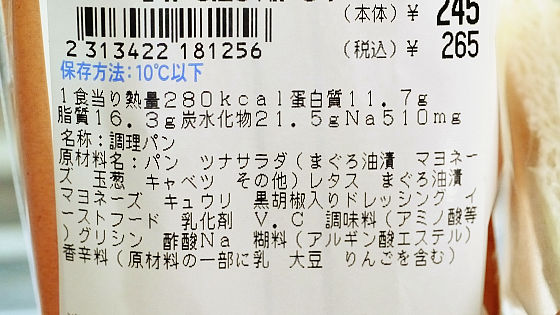 (本体)¥ 245
2 313422 181256
(税込)¥ 265
保存方法:10℃以下
1食当り熱量280kcal蛋白質11.7g
脂質16.3g炭水化物21.5gNa510mg
名称:調理パン
原材料名:パン ツナサラダ(まぐろ油漬 マヨネー
ズ 玉葱 キャベツ その他)レタス まぐろ油漬
マヨネーズ キュウリ 黒胡椒入りドレッシング イ
ーストフード 乳化剤 V.C 調味料(アミノ酸等
)グリシン 酢酸Na 糊料(アルギン酸エステル)
香辛料(原材料の一部に乳 大豆 りんごを含む)